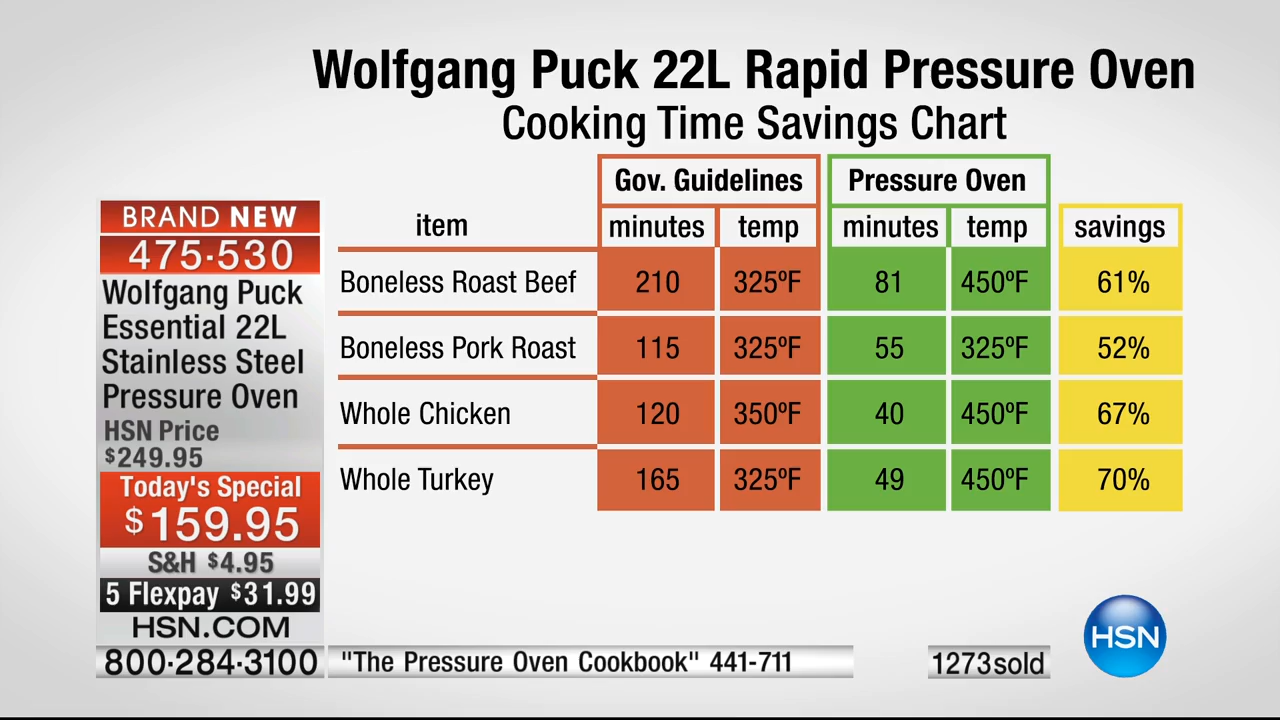 Wolfgang Puck 22L Rapid Pressure Oven
Cooking Time Savings Chart
Gov. Guidelines Pressure Oven
item minutes temp minutes temp savings
Boneless Roast Beef 210 325ºF 81 450ºF 61%
Boneless Pork Roast 115 325ºF 55 325ºF 52%
Whole Chicken 120 350ºF 40 450ºF 67%
Whole Turkey 165 325ºF 49 450ºF 70%
BRAND NEW
475·530
Wolfgang Puck
Essential 22L
Stainless Steel
Pressure Oven
HSN Price
$249.95
Today's Special
$159.95
S&H $4.95
5 Flexpay $31.99
HSN.COM
800·284·3100
"The Pressure Oven Cookbook" 441-711
1273sold
HSN